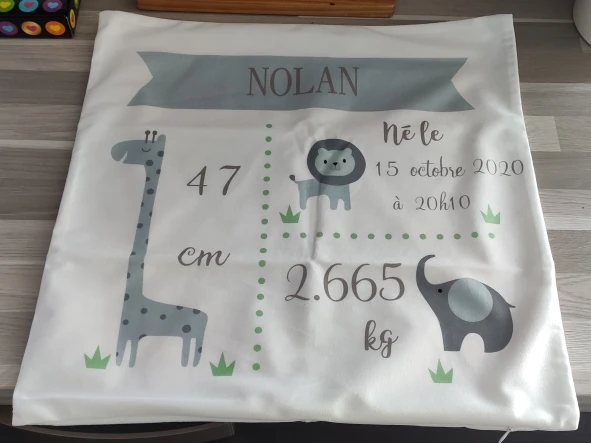 NOLAN
47
cm
Né le
15 octobre 2020
à 20h10
2.665
kg